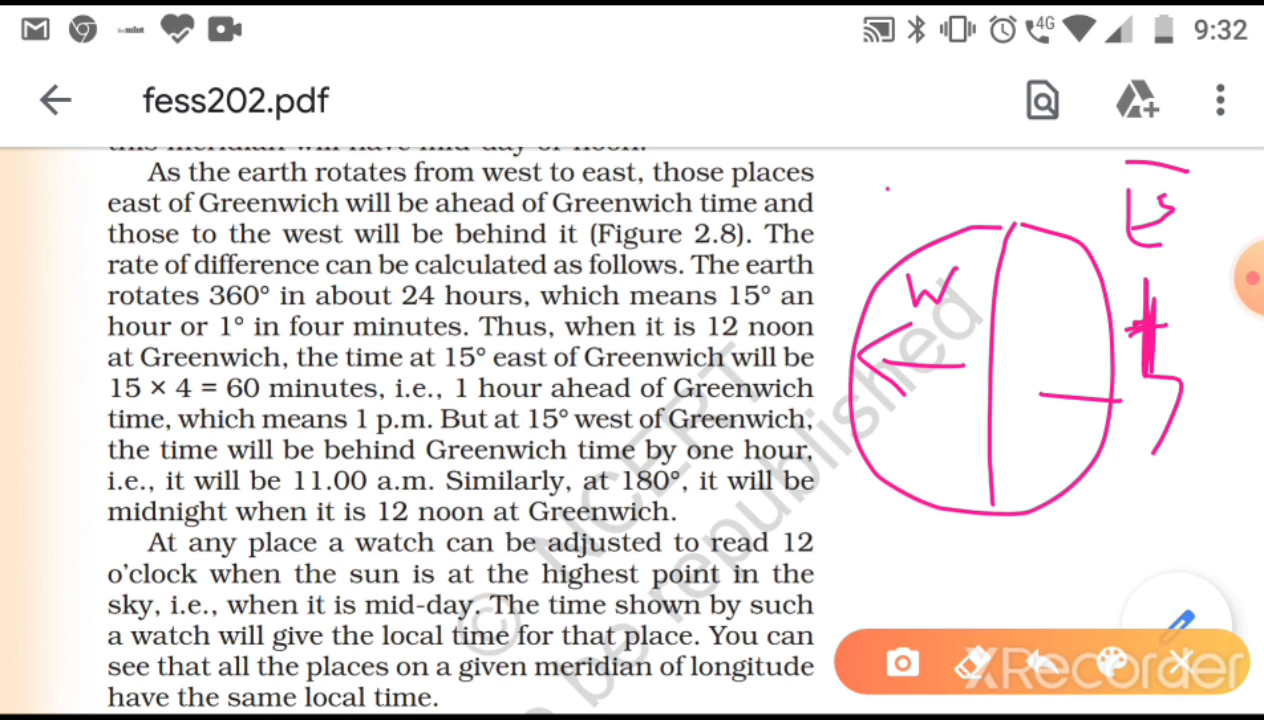 4G
9:32
fess202.pdf
As the earth rotates from west to east, those places
east of Greenwich will be ahead of Greenwich time and
those to the west will be behind it (Figure 2.8). The
rate of difference can be calculated as follows. The earth
rotates 360° in about 24 hours, which means 15° an
hour or 1° in four minutes. Thus, when it is 12 noon
at Greenwich, the time at 15° east of Greenwich will be
15 × 4 = 60 minutes, i.e., 1 hour ahead of Greenwich
time, which means 1 p.m. But at 15° west of Greenwich,
the time will be behind Greenwich time by one hour,
i.e., it will be 11.00 a.m. Similarly, at 180°, it will be
midnight when it is 12 noon at Greenwich.
At any place a watch can be adjusted to read 12
o’clock when the sun is at the highest point in the
sky, i.e., when it is mid-day. The time shown by such
a watch will give the local time for that place. You can
see that all the places on a given meridian of longitude
have the same local time.
W
© NCERT
be republished
XRecorder